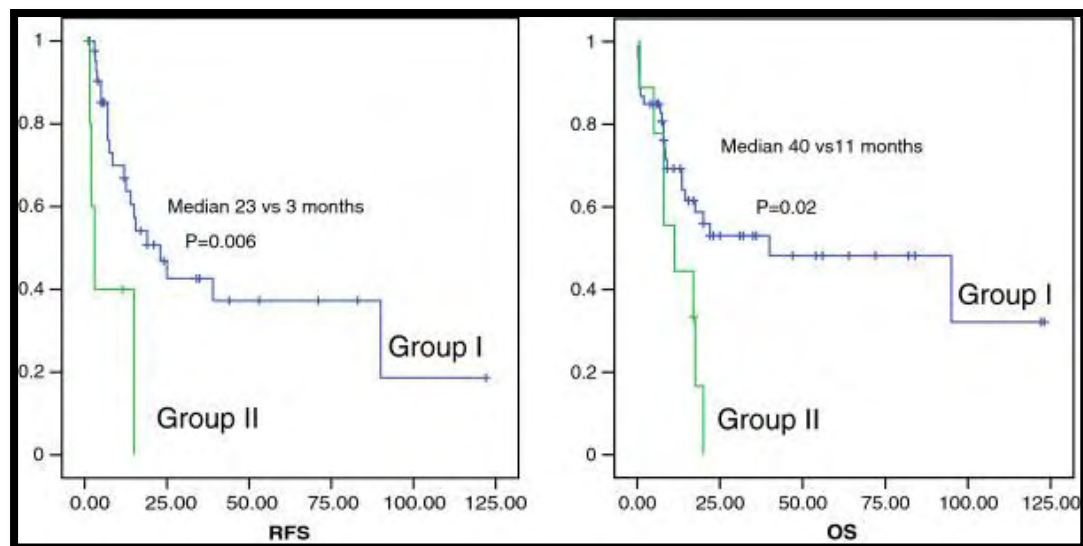 1
0.8
0.6
0.4
0.2
0
Median 23 vs 3 months
P=0.006
Group I
Group II
0.00 25.00 50.00 75.00 100.00 125.00
RFS
1
0.8
0.6
0.4
0.2
0
Median 40 vs11 months
P=0.02
Group I
Group II
0.00 25.00 50.00 75.00 100.00 125.00
OS